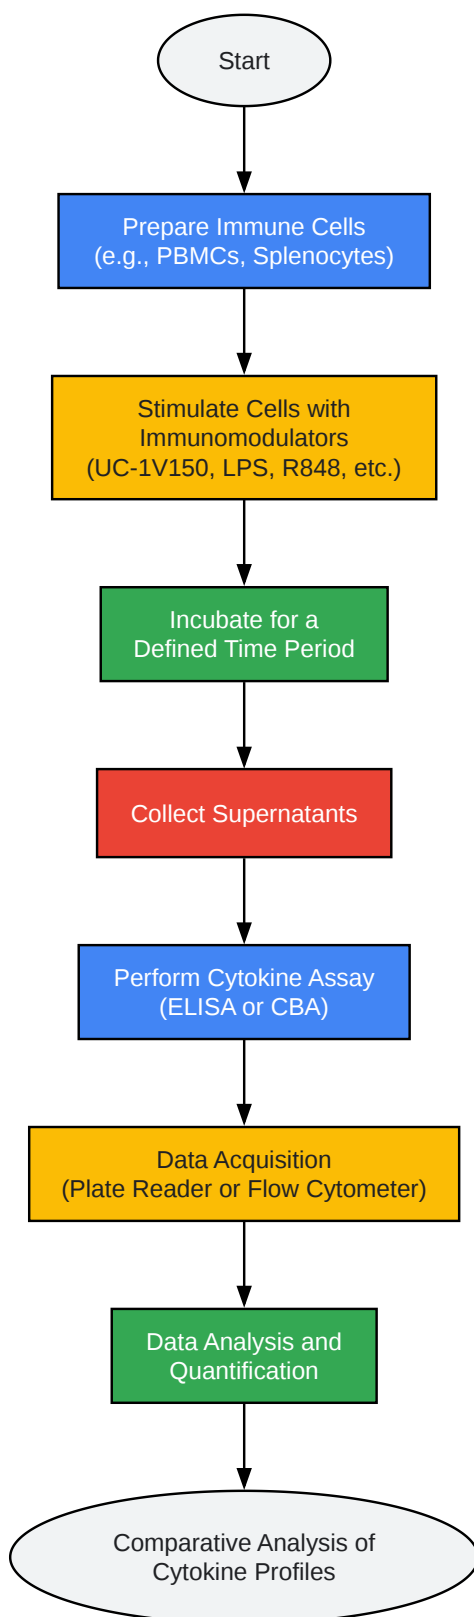 Start
Prepare Immune Cells
(e.g., PBMCs, Splenocytes)
Stimulate Cells with
Immunomodulators
(UC-1V150, LPS, R848, etc.)
Incubate for a
Defined Time Period
Collect Supernatants
Perform Cytokine Assay
(ELISA or CBA)
Data Acquisition
(Plate Reader or Flow Cytometer)
Data Analysis and
Quantification
Comparative Analysis of
Cytokine Profiles